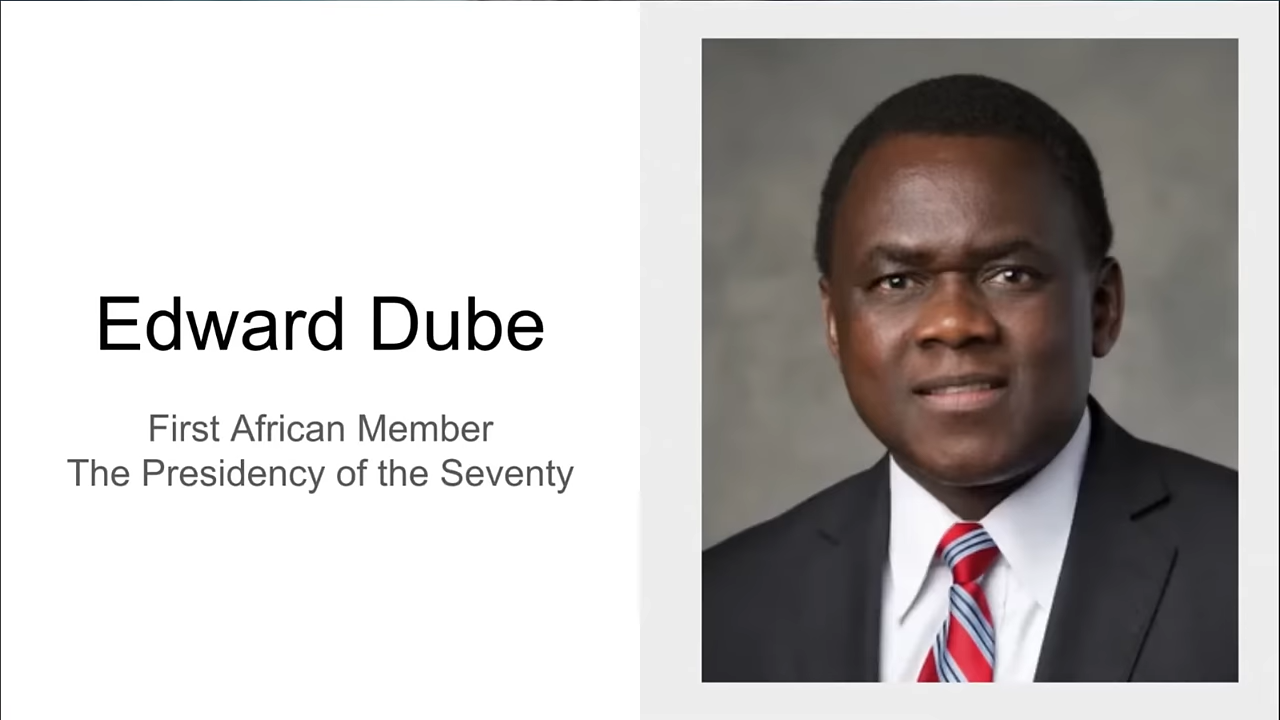 Edward Dube
First African Member
The Presidency of the Seventy